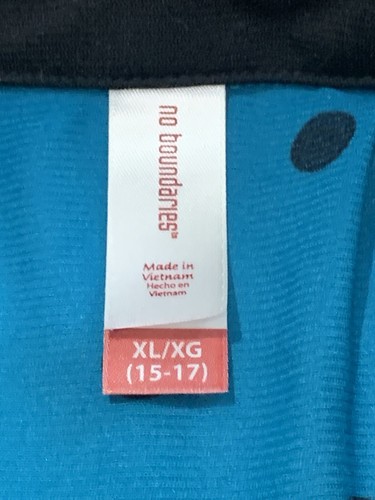 no boundaries
Made in
Vietnam
Hecho en
Vietnam
XL/XG
(15-17)